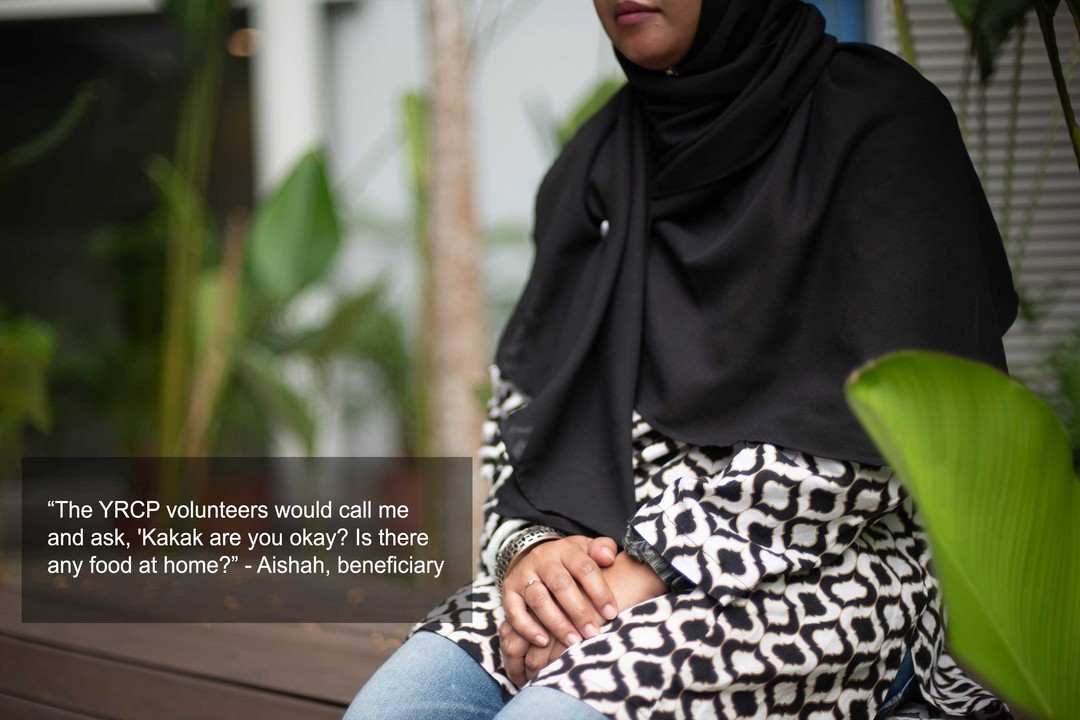 “The YRCP volunteers would call me
and ask, 'Kakak are you okay? Is there
any food at home?” - Aishah, beneficiary